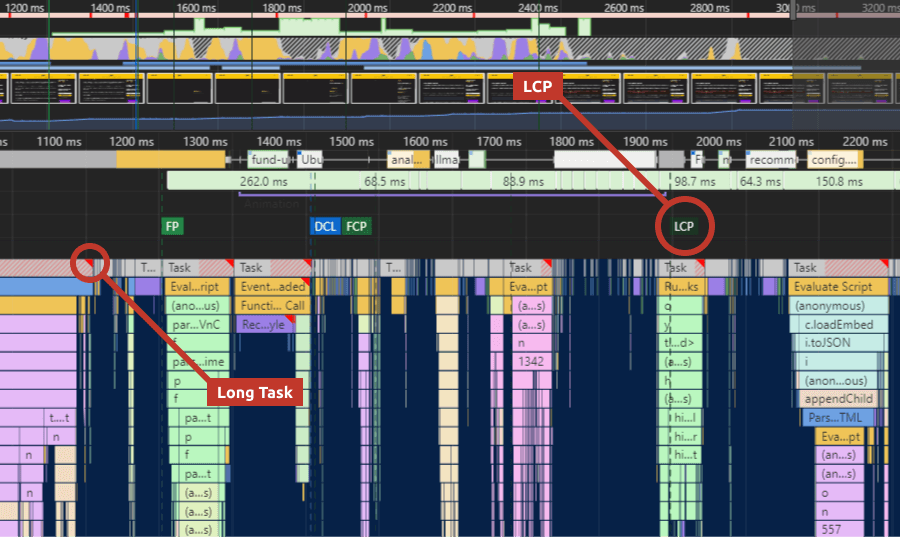 1200 ms 1400 ms 1600 ms 1800 ms 2000 ms 2200 ms 2400 ms 2600 ms 2800 ms 3200 ms
LCP
1100 ms 1200 ms 1300 ms 1400 ms 1500 ms 1600 ms 1700 ms 1800 ms 1900 ms 2000 ms 2100 ms 2200 ms
fund-u Ubu anal… llma F n recomm config.…
262.0 ms 68.5 ms 88.9 ms 98.7 ms 64.3 ms 150.8 ms
Animation
FP DCL FCP LCP
T… Task Task T… Task Task Task
Eval…ript Event…aded Eva…pt Ru…ks Evaluate Script
(ano…us) Functi… Call (a…s) o (anonymous)
par…VnC Rec…yle (a…s) y c.loadEmbed
f n tl…d> i.toJSON
par…ime 1342 (a…s) i
p h (anon…ous)
f (a…s) appendChild
Long Task
t…t pa…t hi…l Pars…TML
n p hi…r Eva…pt
n f hi…t (an…s)
pa…t (an…s)
n (a…s) o
(a…s) n
(a…s) 557